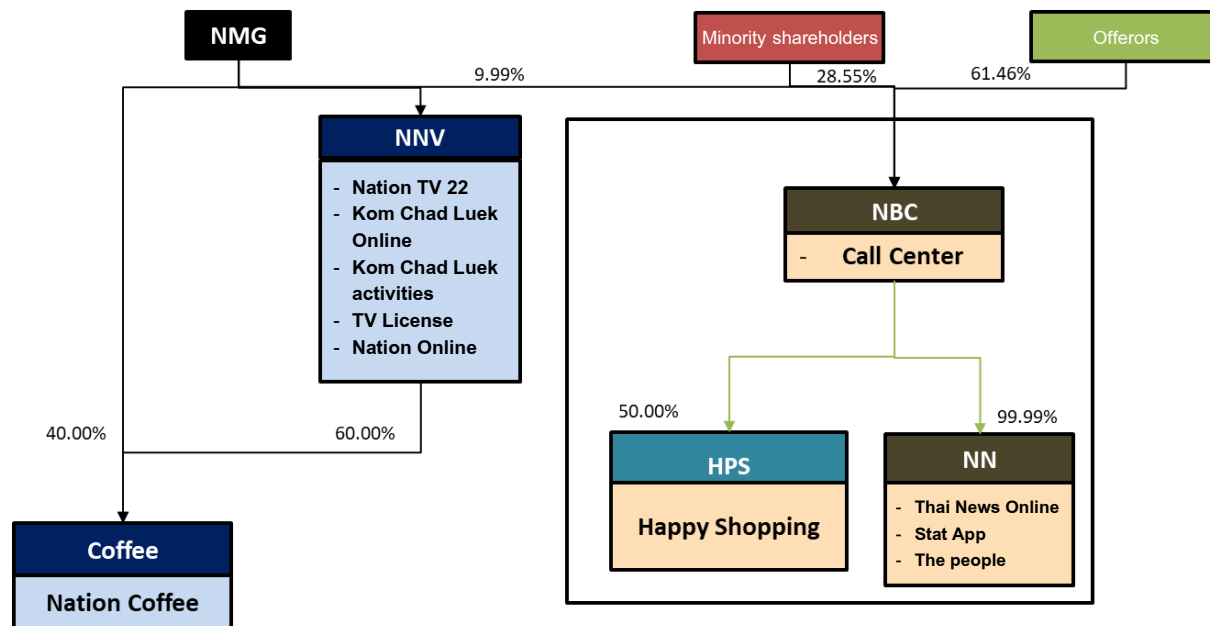 NMG
Minority shareholders
Offerors
9.99%
28.55%
61.46%
NNV
- Nation TV 22
- Kom Chad Luek
Online
- Kom Chad Luek
activities
- TV License
- Nation Online
NBC
- Call Center
40.00%
60.00%
50.00%
99.99%
HPS
Happy Shopping
NN
- Thai News Online
- Stat App
- The people
Coffee
Nation Coffee